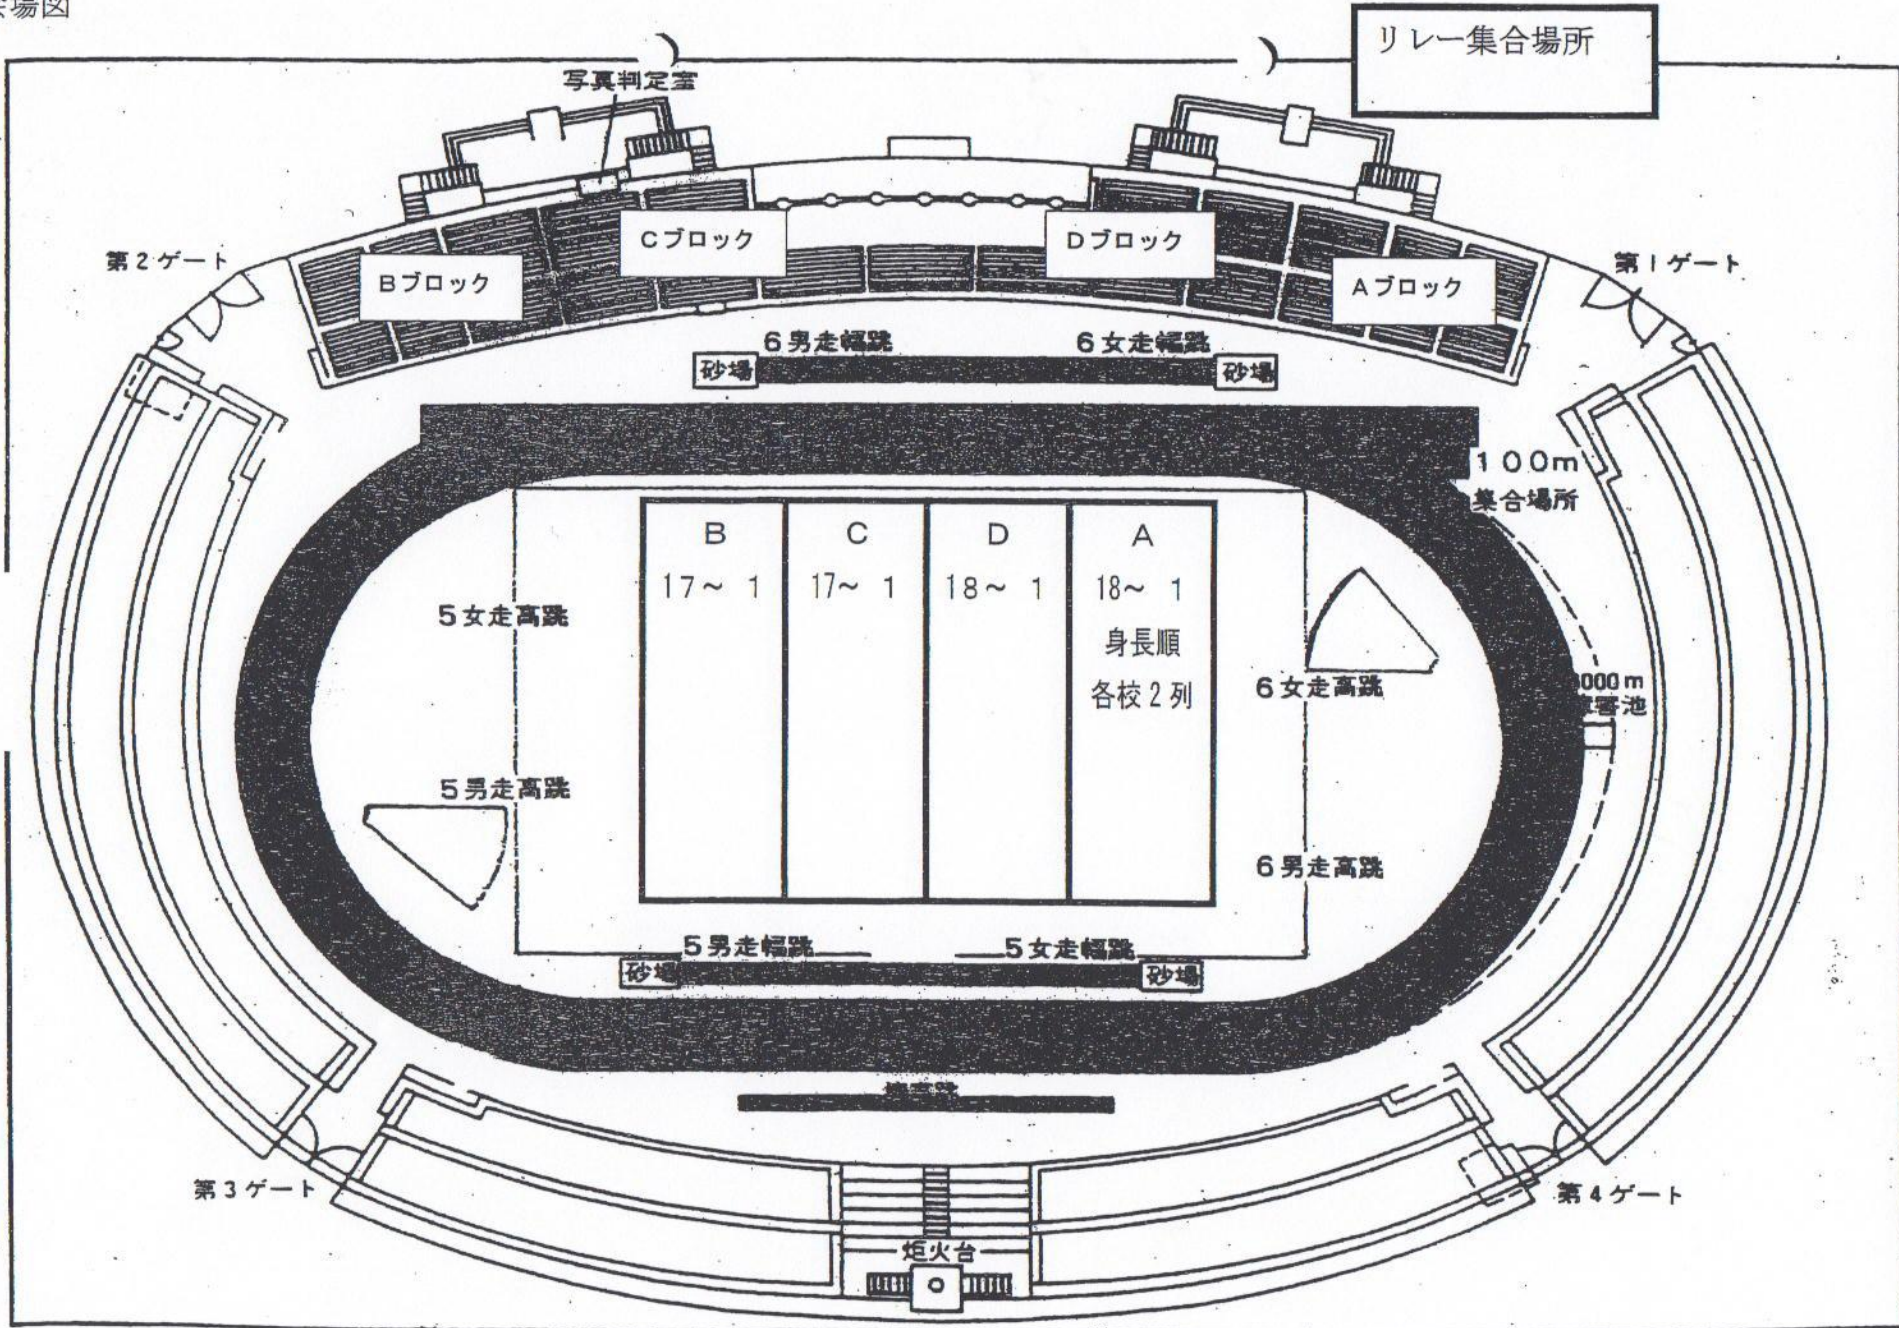 場図
リレー集合場所
写真判定室
Cブロック
Dブロック
第2ゲート
Bブロック
Aブロック
第1ゲート
6男走幅跳
6女走幅跳
砂場
砂場
100m
集合場所
B
C
D
A
17～ 1
17～ 1
18～ 1
18～ 1
身長順
各校2列
5女走高跳
6女走高跳
000m
5男走高跳
6男走高跳
5男走幅跳
5女走幅跳
砂場
砂場
第3ゲート
第4ゲート
炬火台